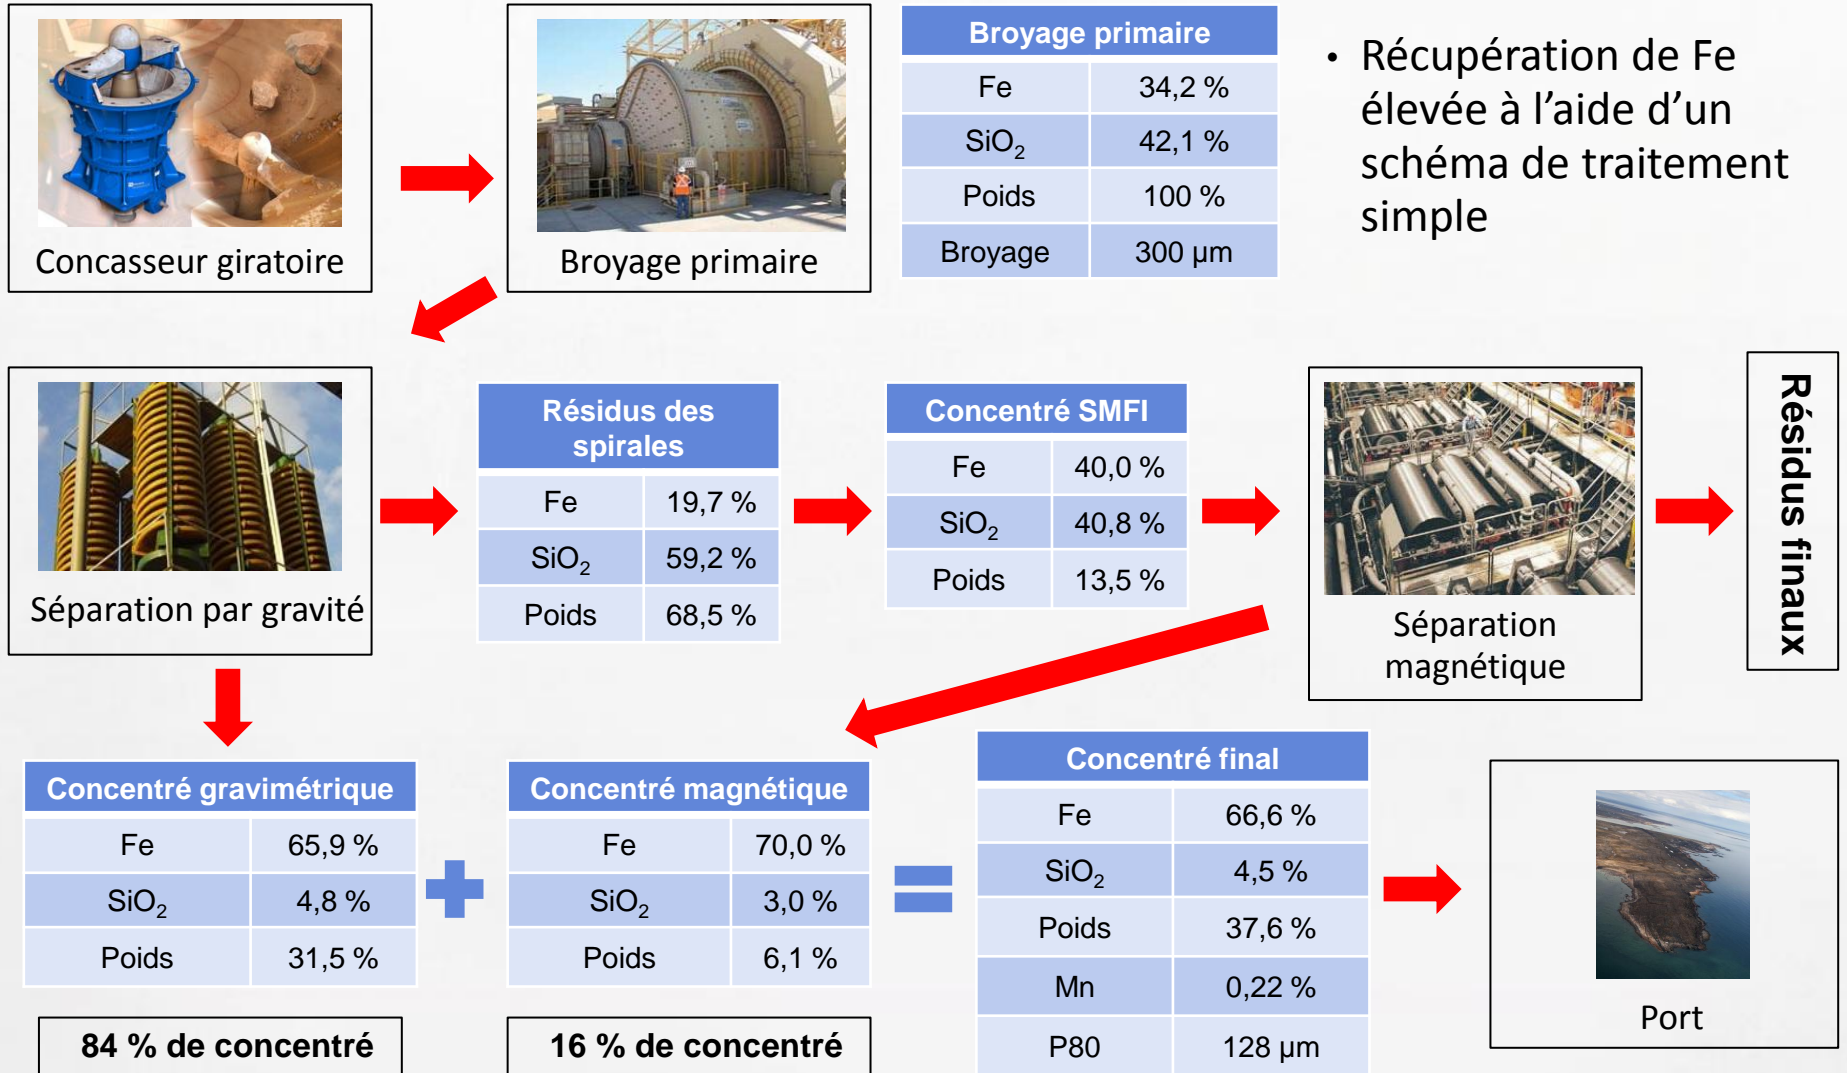 Concasseur giratoire
Broyage primaire
Broyage primaire
Fe 34,2 %
SiO₂ 42,1 %
Poids 100 %
Broyage 300 µm
• Récupération de Fe
élevée à l’aide d’un
schéma de traitement
simple
Séparation par gravité
Résidus des
spirales
Fe 19,7 %
SiO₂ 59,2 %
Poids 68,5 %
Concentré SMFI
Fe 40,0 %
SiO₂ 40,8 %
Poids 13,5 %
Séparation
magnétique
Résidus finaux
Concentré gravimétrique
Fe 65,9 %
SiO₂ 4,8 %
Poids 31,5 %
84 % de concentré
Concentré magnétique
Fe 70,0 %
SiO₂ 3,0 %
Poids 6,1 %
16 % de concentré
Concentré final
Fe 66,6 %
SiO₂ 4,5 %
Poids 37,6 %
Mn 0,22 %
P80 128 µm
Port